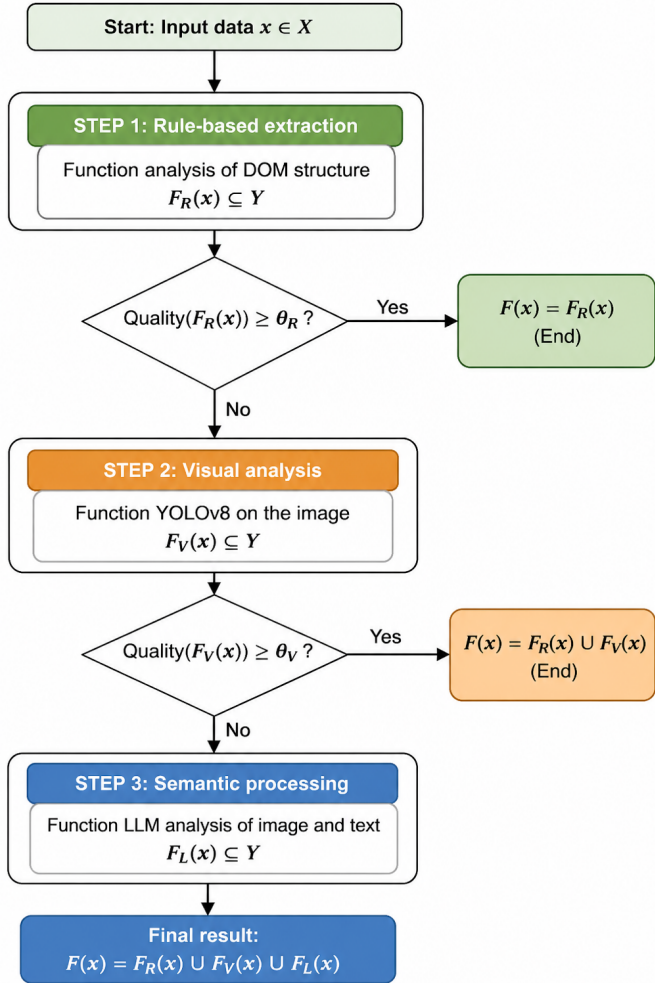 Start: Input data x ∈ X
STEP 1: Rule-based extraction
Function analysis of DOM structure
F_R(x) ⊆ Y
Quality(F_R(x)) ≥ θ_R ?
Yes
F(x) = F_R(x)
(End)
No
STEP 2: Visual analysis
Function YOLOv8 on the image
F_V(x) ⊆ Y
Quality(F_V(x)) ≥ θ_V ?
Yes
F(x) = F_R(x) ∪ F_V(x)
(End)
No
STEP 3: Semantic processing
Function LLM analysis of image and text
F_L(x) ⊆ Y
Final result:
F(x) = F_R(x) ∪ F_V(x) ∪ F_L(x)